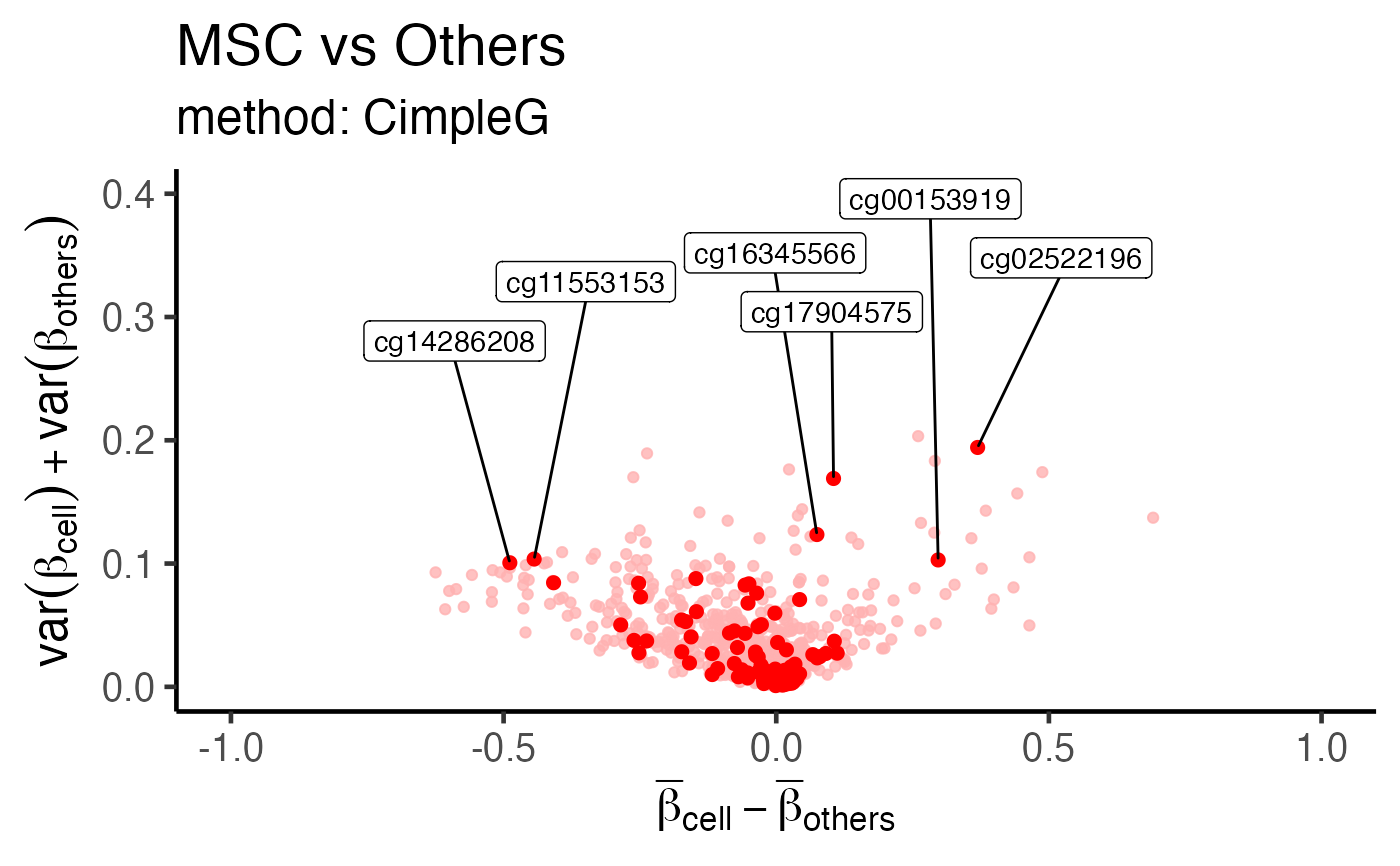 MSC vs Others
method: CimpleG
var(βcell) + var(βothers)
0.4
0.3
0.2
0.1
0.0
cg00153919
cg16345566
cg02522196
cg11553153
cg17904575
cg14286208
-1.0 -0.5 0.0 0.5 1.0
β̅cell − β̅others